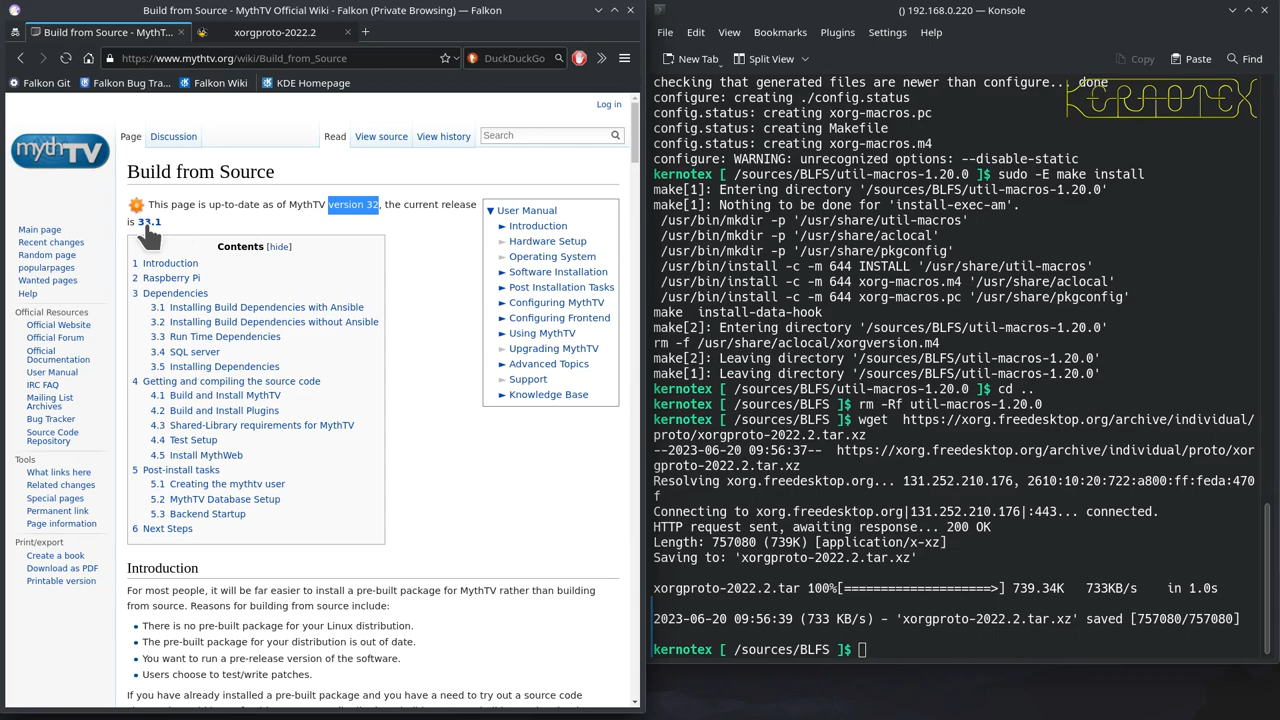 Build from Source - MythTV Official Wiki - Falkon (Private Browsing) — Falkon
Build from Source - MythT...
xorgproto-2022.2
https://www.mythtv.org/wiki/Build_from_Source
DuckDuckGo
Falkon Git
Falkon Bug Tra...
Falkon Wiki
KDE Homepage
Log in
Page
Discussion
Read
View source
View history
Search
mythTV
Build from Source
This page is up-to-date as of MythTV version 32, the current release
is 33.1
Contents [hide]
1 Introduction
2 Raspberry Pi
3 Dependencies
3.1 Installing Build Dependencies with Ansible
3.2 Installing Build Dependencies without Ansible
3.3 Run Time Dependencies
3.4 SQL server
3.5 Installing Dependencies
4 Getting and compiling the source code
4.1 Build and Install MythTV
4.2 Build and Install Plugins
4.3 Shared-Library requirements for MythTV
4.4 Test Setup
4.5 Install MythWeb
5 Post-install tasks
5.1 Creating the mythtv user
5.2 MythTV Database Setup
5.3 Backend Startup
6 Next Steps
▼ User Manual
► Introduction
► Hardware Setup
► Operating System
► Software Installation
► Post Installation Tasks
► Configuring MythTV
► Configuring Frontend
► Using MythTV
► Upgrading MythTV
► Advanced Topics
► Support
► Knowledge Base
Main page
Recent changes
Random page
popularpages
Wanted pages
Help
Official Resources
Official Website
Official Forum
Official
Documentation
User Manual
IRC FAQ
Mailing List
Archives
Bug Tracker
Source Code
Repository
Tools
What links here
Related changes
Special pages
Permanent link
Page information
Print/export
Create a book
Download as PDF
Printable version
Introduction
For most people, it will be far easier to install a pre-built package for MythTV rather than building
from source. Reasons for building from source include:
There is no pre-built package for your Linux distribution.
The pre-built package for your distribution is out of date.
You want to run a pre-release version of the software.
Users choose to test/write patches.
If you have already installed a pre-built package and you have a need to try out a source code
() 192.168.0.220 — Konsole
File
Edit
View
Bookmarks
Plugins
Settings
Help
New Tab
Split View
Copy
Paste
Find
KERNOTEX
checking that generated files are newer than configure... done
configure: creating ./config.status
config.status: creating xorg-macros.pc
config.status: creating Makefile
config.status: creating xorg-macros.m4
configure: WARNING: unrecognized options: --disable-static
kernotex [ /sources/BLFS/util-macros-1.20.0 ]$ sudo -E make install
make[1]: Entering directory '/sources/BLFS/util-macros-1.20.0'
make[1]: Nothing to be done for 'install-exec-am'.
/usr/bin/mkdir -p '/usr/share/util-macros'
/usr/bin/mkdir -p '/usr/share/aclocal'
/usr/bin/mkdir -p '/usr/share/pkgconfig'
/usr/bin/install -c -m 644 INSTALL '/usr/share/util-macros'
/usr/bin/install -c -m 644 xorg-macros.m4 '/usr/share/aclocal'
/usr/bin/install -c -m 644 xorg-macros.pc '/usr/share/pkgconfig'
make  install-data-hook
make[2]: Entering directory '/sources/BLFS/util-macros-1.20.0'
rm -f /usr/share/aclocal/xorgversion.m4
make[2]: Leaving directory '/sources/BLFS/util-macros-1.20.0'
make[1]: Leaving directory '/sources/BLFS/util-macros-1.20.0'
kernotex [ /sources/BLFS/util-macros-1.20.0 ]$ cd ..
kernotex [ /sources/BLFS ]$ rm -Rf util-macros-1.20.0
kernotex [ /sources/BLFS ]$ wget  https://xorg.freedesktop.org/archive/individual/
proto/xorgproto-2022.2.tar.xz
--2023-06-20 09:56:37--  https://xorg.freedesktop.org/archive/individual/proto/xor
gproto-2022.2.tar.xz
Resolving xorg.freedesktop.org... 131.252.210.176, 2610:10:20:722:a800:ff:feda:470
f
Connecting to xorg.freedesktop.org|131.252.210.176|:443... connected.
HTTP request sent, awaiting response... 200 OK
Length: 757080 (739K) [application/x-xz]
Saving to: 'xorgproto-2022.2.tar.xz'
xorgproto-2022.2.tar 100%[===================>] 739.34K   733KB/s    in 1.0s
2023-06-20 09:56:39 (733 KB/s) - 'xorgproto-2022.2.tar.xz' saved [757080/757080]
kernotex [ /sources/BLFS ]$